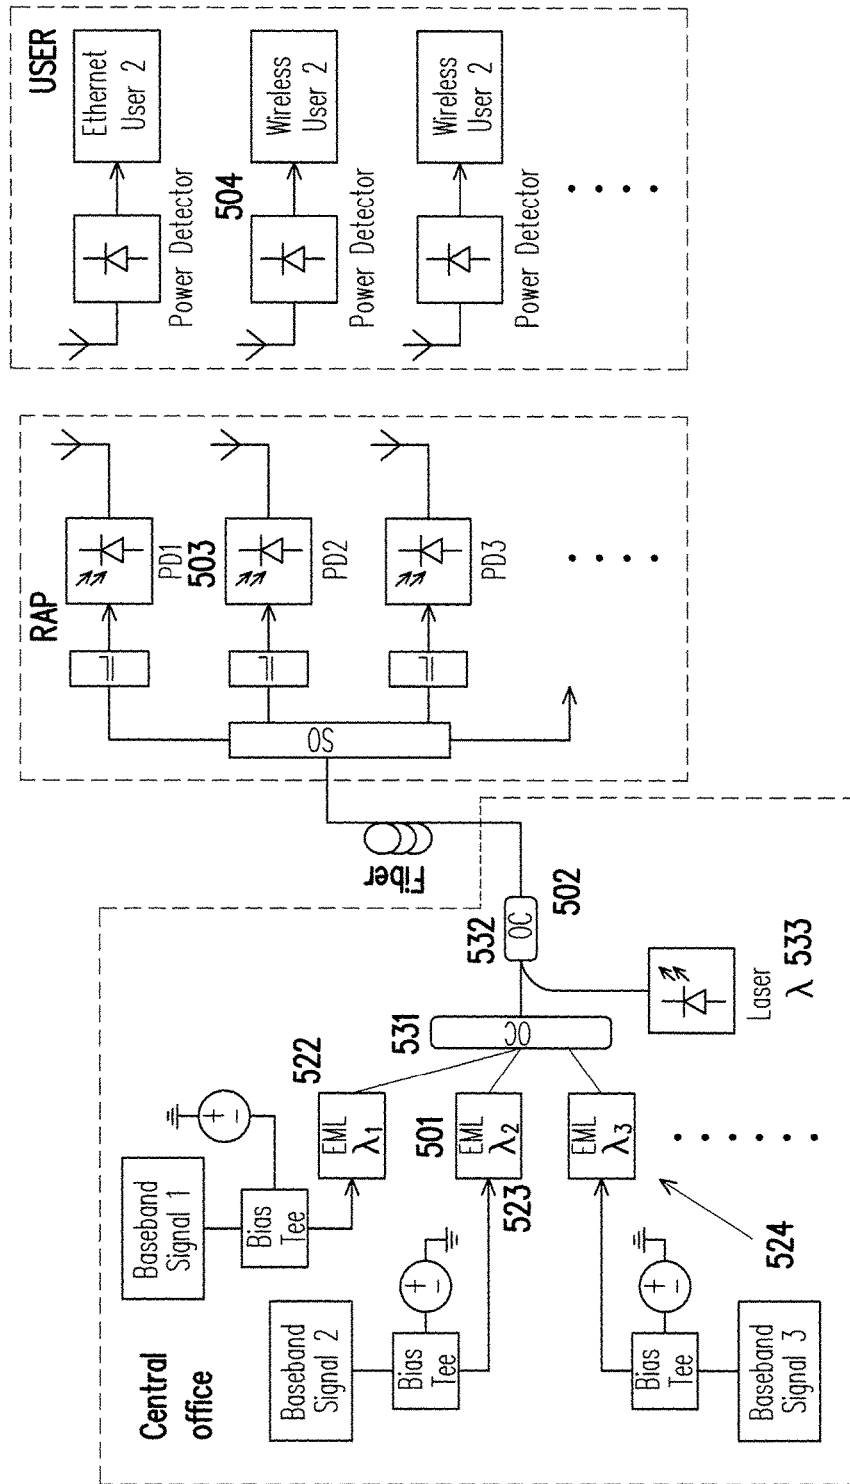 Central
office
Baseband
Signal 1
Bias
Tee
+
-
EML
λ1
522
Baseband
Signal 2
Bias
Tee
+
-
523
EML
λ2
501
Baseband
Signal 3
Bias
Tee
+
-
524
EML
λ3
OC
531
OC
532
502
Laser
λ 533
Fiber
RAP
SO
PD1
503
PD2
PD3
USER
Power Detector
Ethernet
User 2
504
Power Detector
Wireless
User 2
Power Detector
Wireless
User 2